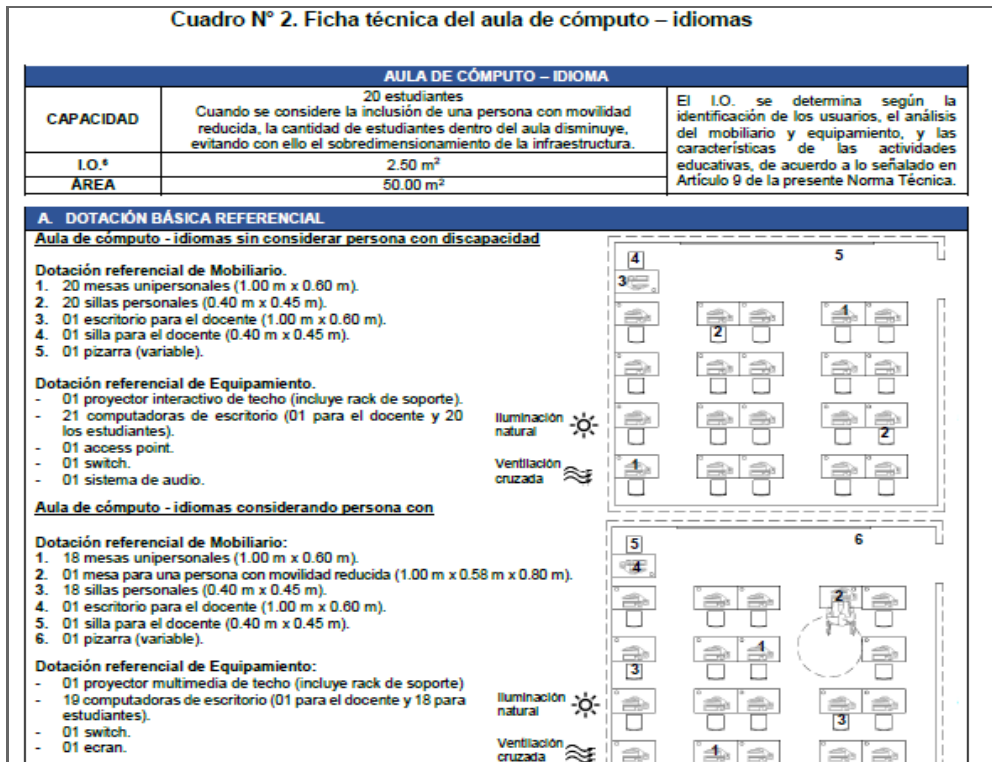 Cuadro N° 2. Ficha técnica del aula de cómputo – idiomas
AULA DE CÓMPUTO – IDIOMA
CAPACIDAD
20 estudiantes
Cuando se considere la inclusión de una persona con movilidad
reducida, la cantidad de estudiantes dentro del aula disminuye,
evitando con ello el sobredimensionamiento de la infraestructura.
I.O.⁶
2.50 m²
ÁREA
50.00 m²
El I.O. se determina según la
identificación de los usuarios, el análisis
del mobiliario y equipamiento, y las
características de las actividades
educativas, de acuerdo a lo señalado en
Artículo 9 de la presente Norma Técnica.
A. DOTACIÓN BÁSICA REFERENCIAL
Aula de cómputo - idiomas sin considerar persona con discapacidad
Dotación referencial de Mobiliario.
1. 20 mesas unipersonales (1.00 m x 0.60 m).
2. 20 sillas personales (0.40 m x 0.45 m).
3. 01 escritorio para el docente (1.00 m x 0.60 m).
4. 01 silla para el docente (0.40 m x 0.45 m).
5. 01 pizarra (variable).
Dotación referencial de Equipamiento.
- 01 proyector interactivo de techo (incluye rack de soporte).
- 21 computadoras de escritorio (01 para el docente y 20
los estudiantes).
- 01 access point.
- 01 switch.
- 01 sistema de audio.
Iluminación
natural
Ventilación
cruzada
4
5
3
1
2
2
1
Aula de cómputo - idiomas considerando persona con
Dotación referencial de Mobiliario:
1. 18 mesas unipersonales (1.00 m x 0.60 m).
2. 01 mesa para una persona con movilidad reducida (1.00 m x 0.58 m x 0.80 m).
3. 18 sillas personales (0.40 m x 0.45 m).
4. 01 escritorio para el docente (1.00 m x 0.60 m).
5. 01 silla para el docente (0.40 m x 0.45 m).
6. 01 pizarra (variable).
Dotación referencial de Equipamiento:
- 01 proyector multimedia de techo (incluye rack de soporte)
- 19 computadoras de escritorio (01 para el docente y 18 para
estudiantes).
- 01 switch.
- 01 ecran.
Iluminación
natural
Ventilación
cruzada
5
6
4
2
1
3
3
1